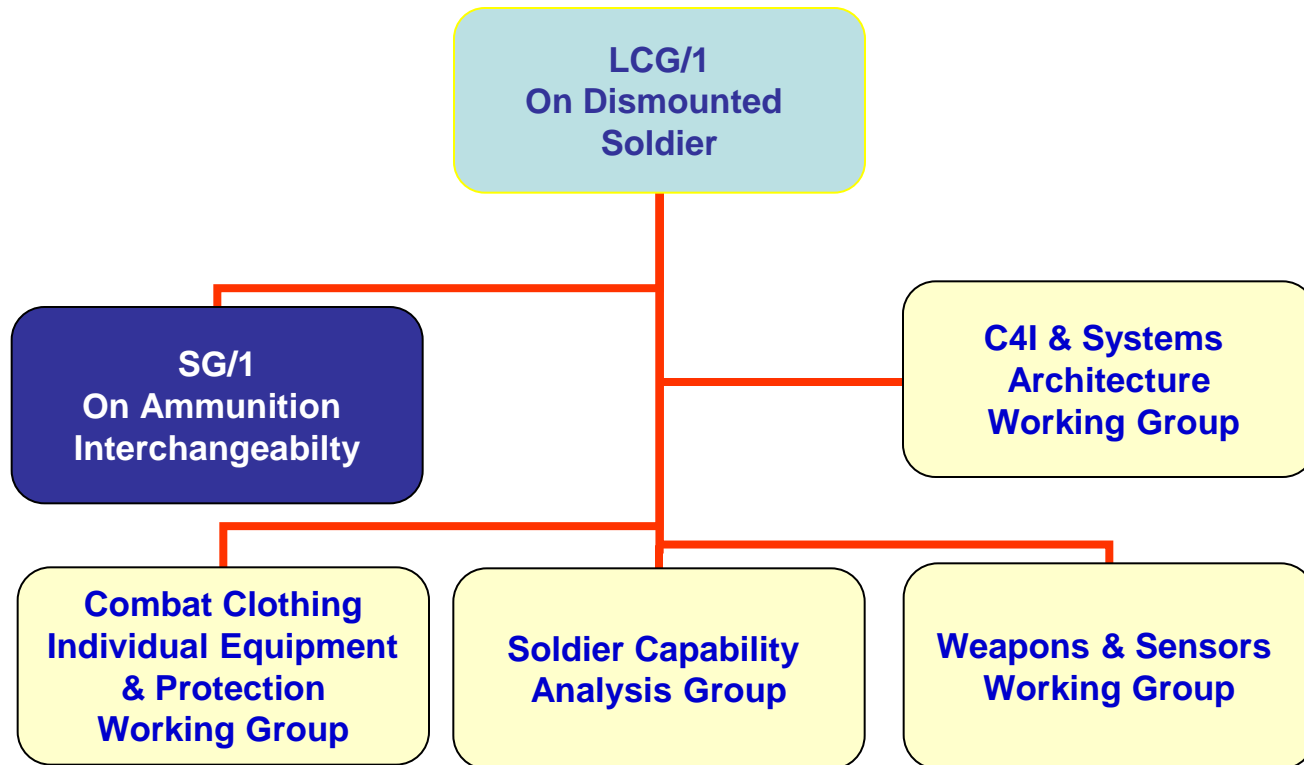 LCG/1
On Dismounted
Soldier
SG/1
On Ammunition
Interchangeabilty
C4I & Systems
Architecture
Working Group
Combat Clothing
Individual Equipment
& Protection
Working Group
Soldier Capability
Analysis Group
Weapons & Sensors
Working Group